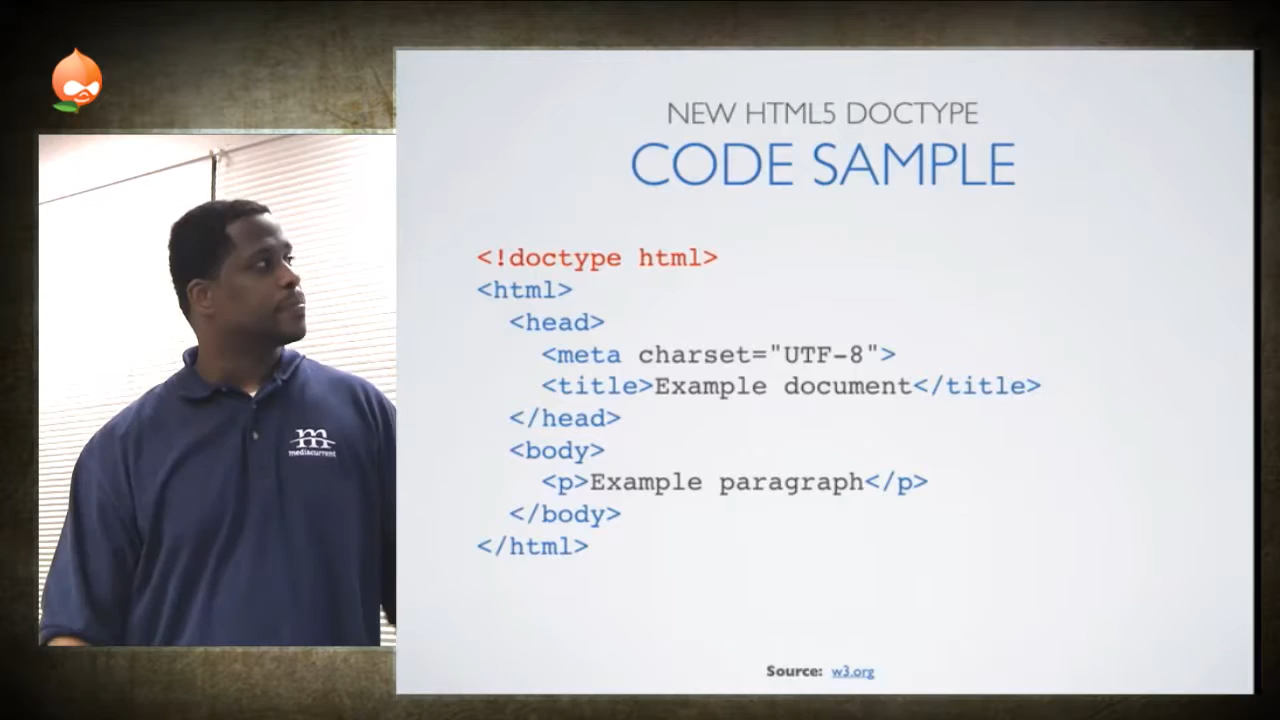 NEW HTML5 DOCTYPE
CODE SAMPLE
<!doctype html>
<html>
<head>
<meta charset="UTF-8">
<title>Example document</title>
</head>
<body>
<p>Example paragraph</p>
</body>
</html>
Source: w3.org
m
mediacurrent